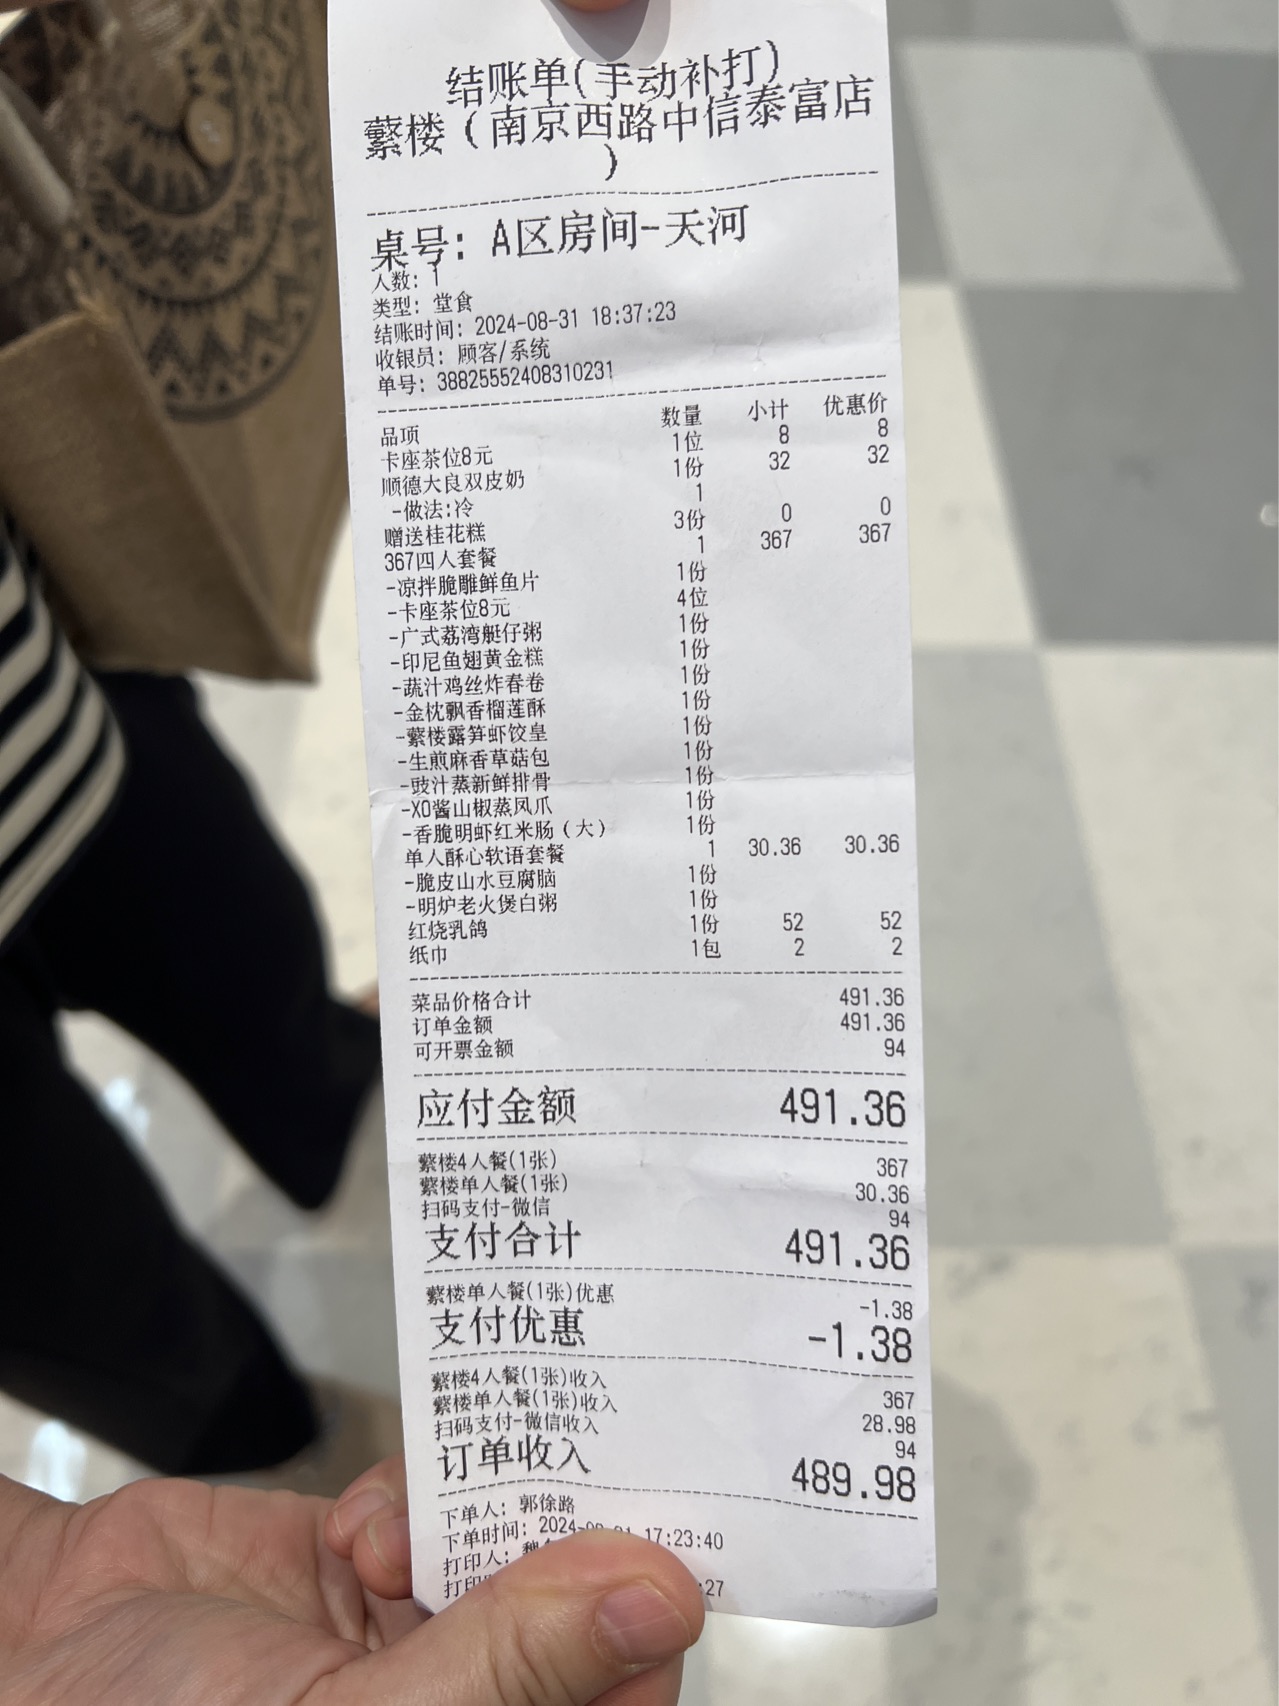 结账单(手动补打)
蘩楼（南京西路中信泰富店
）
桌号: A区房间-天河
人数: 1
类型: 堂食
结账时间: 2024-08-31 18:37:23
收银员: 顾客/系统
单号: 38825552408310231
品项 数量 小计 优惠价
卡座茶位8元 1位 8 8
顺德大良双皮奶 1份 32 32
-做法:冷 1
赠送桂花糕 3份 0 0
367四人套餐 1 367 367
-凉拌脆雕鲜鱼片 1份
-卡座茶位8元 4位
-广式荔湾艇仔粥 1份
-印尼鱼翅黄金糕 1份
-蔬汁鸡丝炸春卷 1份
-金枕飘香榴莲酥 1份
-蘩楼露笋虾饺皇 1份
-生煎麻香草菇包 1份
-豉汁蒸新鲜排骨 1份
-XO酱山椒蒸凤爪 1份
-香脆明虾红米肠（大） 1份
单人酥心软语套餐 1 30.36 30.36
-脆皮山水豆腐脑 1份
-明炉老火煲白粥 1份
红烧乳鸽 1份 52 52
纸巾 1包 2 2
菜品价格合计 491.36
订单金额 491.36
可开票金额 94
应付金额 491.36
蘩楼4人餐(1张) 367
蘩楼单人餐(1张) 30.36
扫码支付-微信 94
支付合计 491.36
蘩楼单人餐(1张)优惠 -1.38
支付优惠 -1.38
蘩楼4人餐(1张)收入 367
蘩楼单人餐(1张)收入 28.98
扫码支付-微信收入 94
订单收入 489.98
下单人: 郭徐路
下单时间: 2024- 17:23:40
打印人:
:27